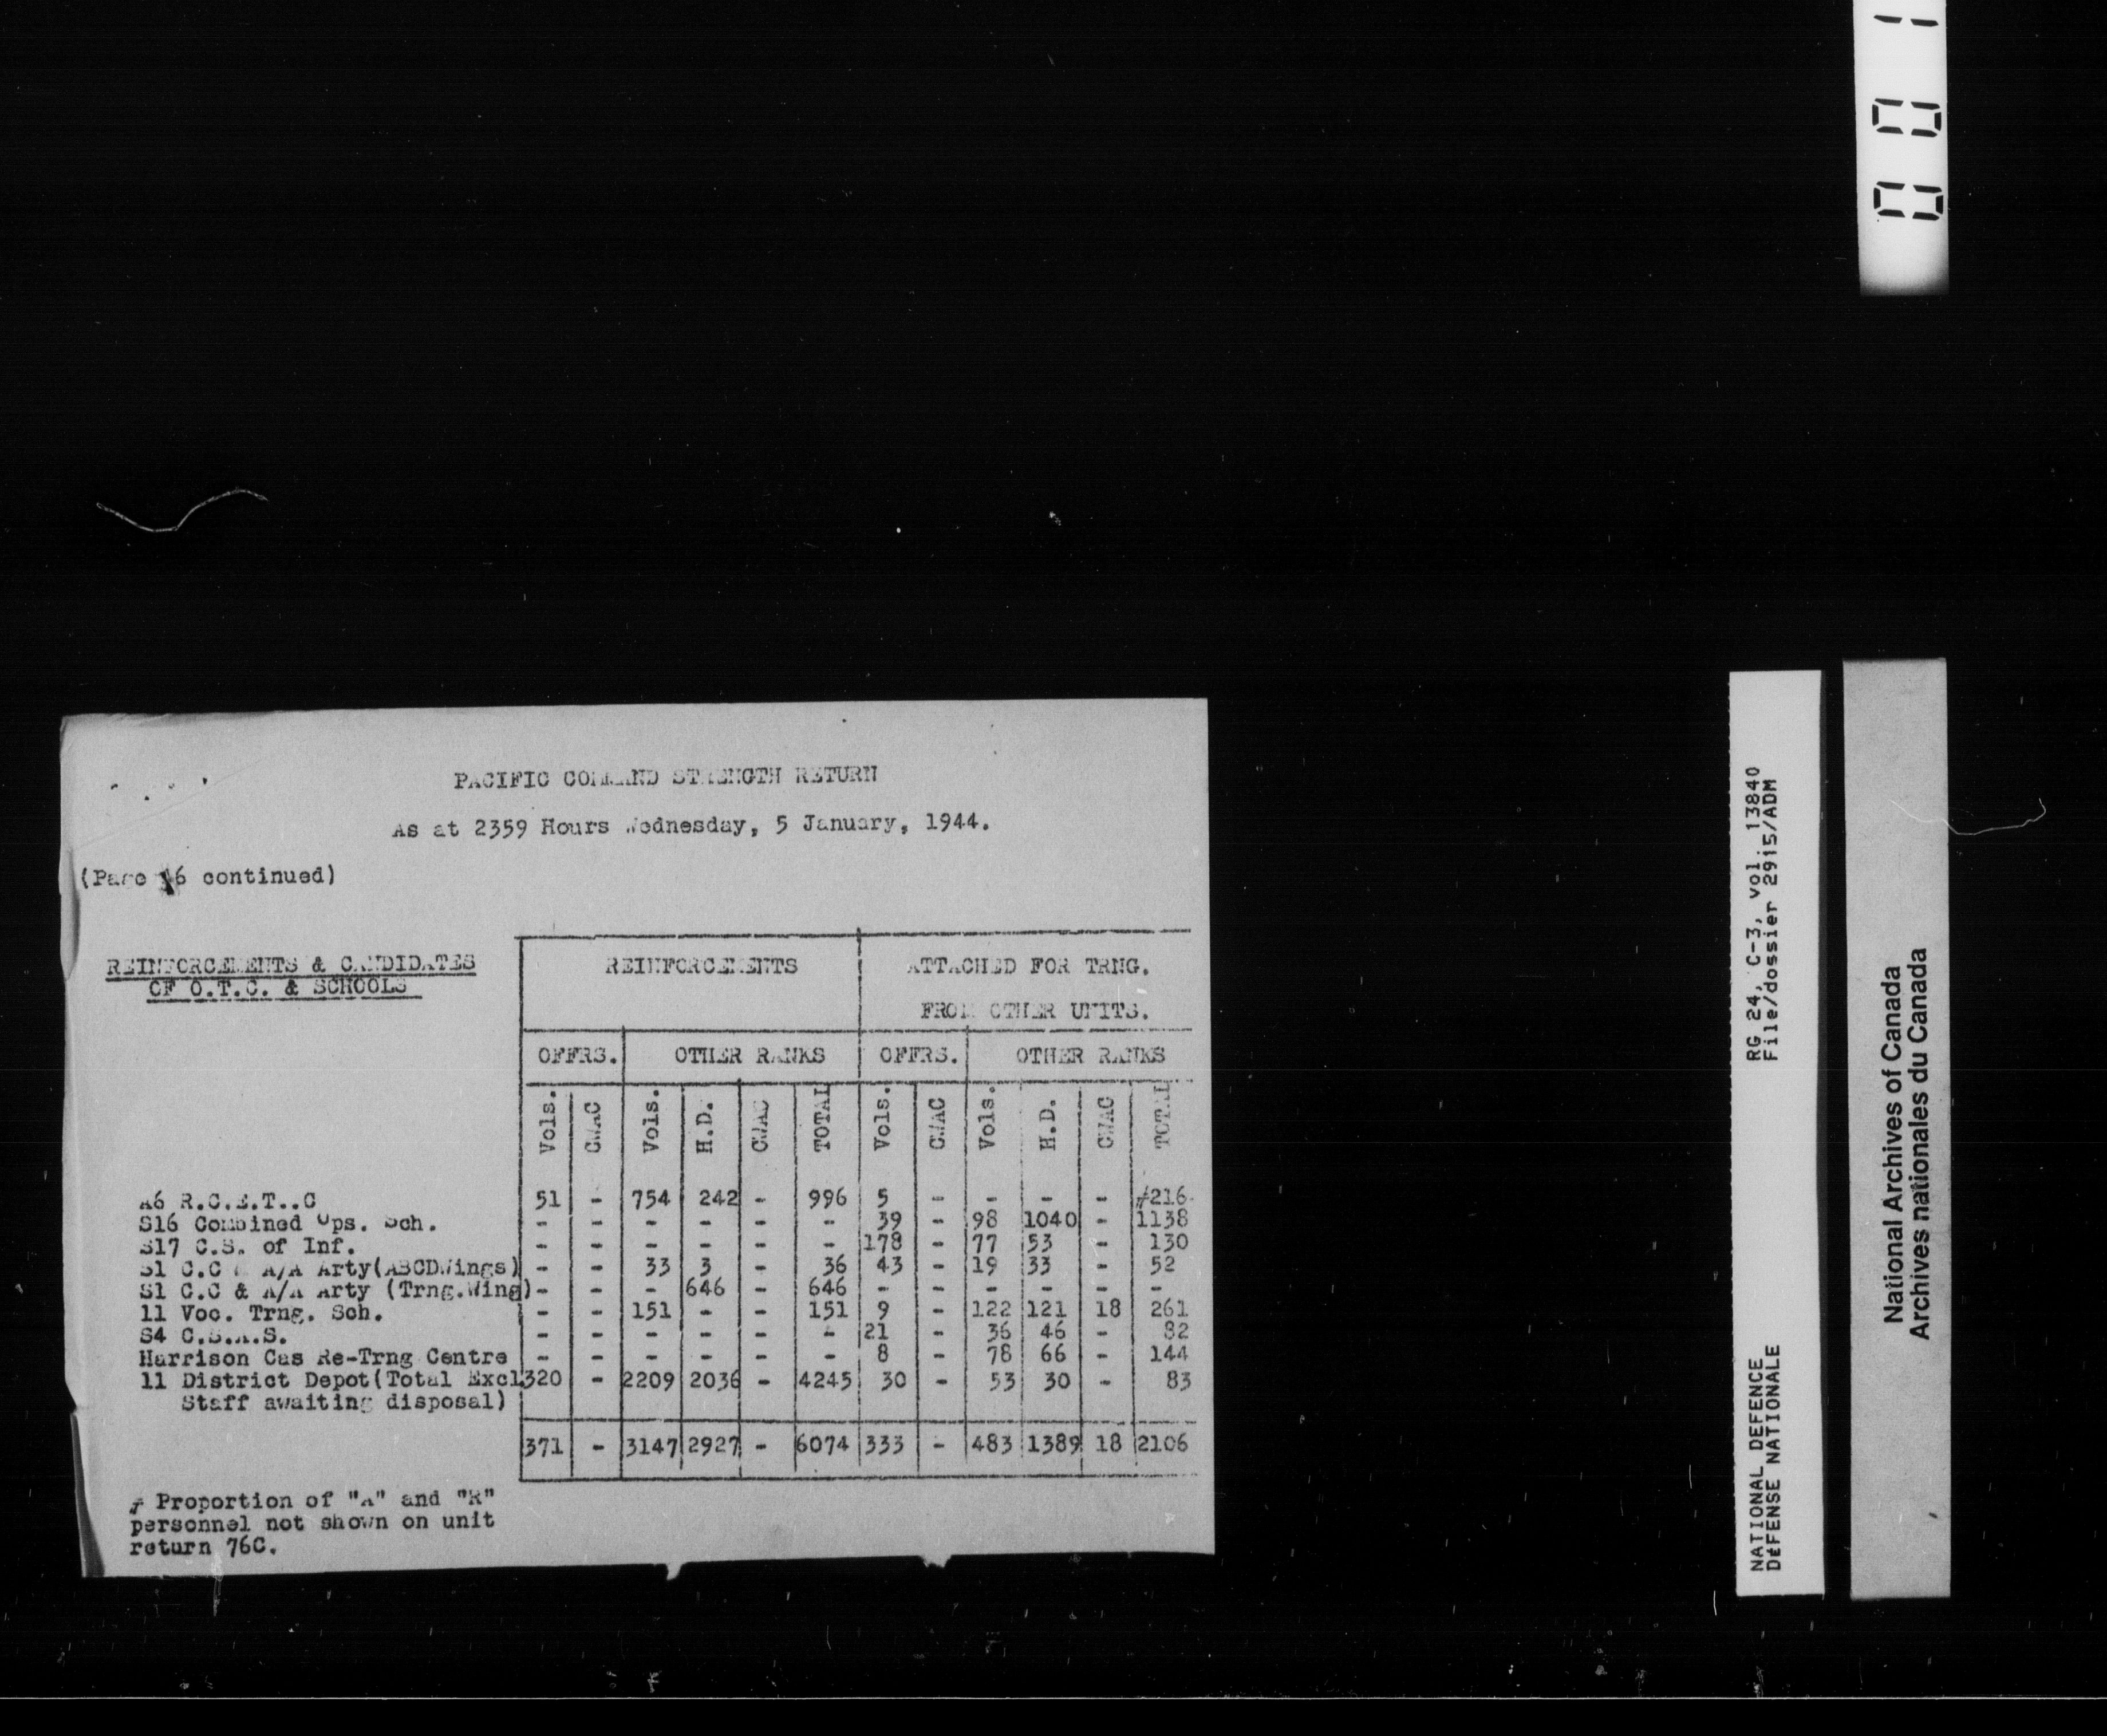 PACIFIC COMMAND STRENGTH RETURN
As at 2359 Hours Wednesday, 5 January, 1944.
(Page 6 continued)
REINFORCEMENTS & CANDIDATES
OF O.T.C. & SCHOOLS
REINFORCEMENTS ATTACHED FOR TRNG.
FROM OTHER UNITS.
OFFRS. OTHER RANKS OFFRS. OTHER RANKS
Vols. CWAC Vols. H.D. CWAC TOTAL Vols. CWAC Vols. H.D. CWAC TOTAL
A6 R.C.E.T..C 51 - 754 242 - 996 5 - - - - ≠216
S16 Combined Ops. Sch. - - - - - - 39 - 98 1040 - 1138
S17 C.S. of Inf. - - - - - - 178 - 77 53 - 130
S1 C.C & A/A Arty(ABCDWings) - - 33 3 - 36 43 - 19 33 - 52
S1 C.C & A/A Arty (Trng.Wing) - - - 646 - 646 - - - - - -
11 Voc. Trng. Sch. - - 151 - - 151 9 - 122 121 18 261
S4 C.S.A.S. - - - - - - 21 - 36 46 - 82
Harrison Cas Re-Trng Centre - - - - - - 8 - 78 66 - 144
11 District Depot(Total Excl. 320 - 2209 2036 - 4245 30 - 53 30 - 83
Staff awaiting disposal)
371 - 3147 2927 - 6074 333 - 483 1389 18 2106
≠ Proportion of "A" and "R"
personnel not shown on unit
return 76C.
RG 24, C-3, vol. 13840
File/dossier 2915/ADM
NATIONAL DEFENCE
DÉFENSE NATIONALE
National Archives of Canada
Archives nationales du Canada